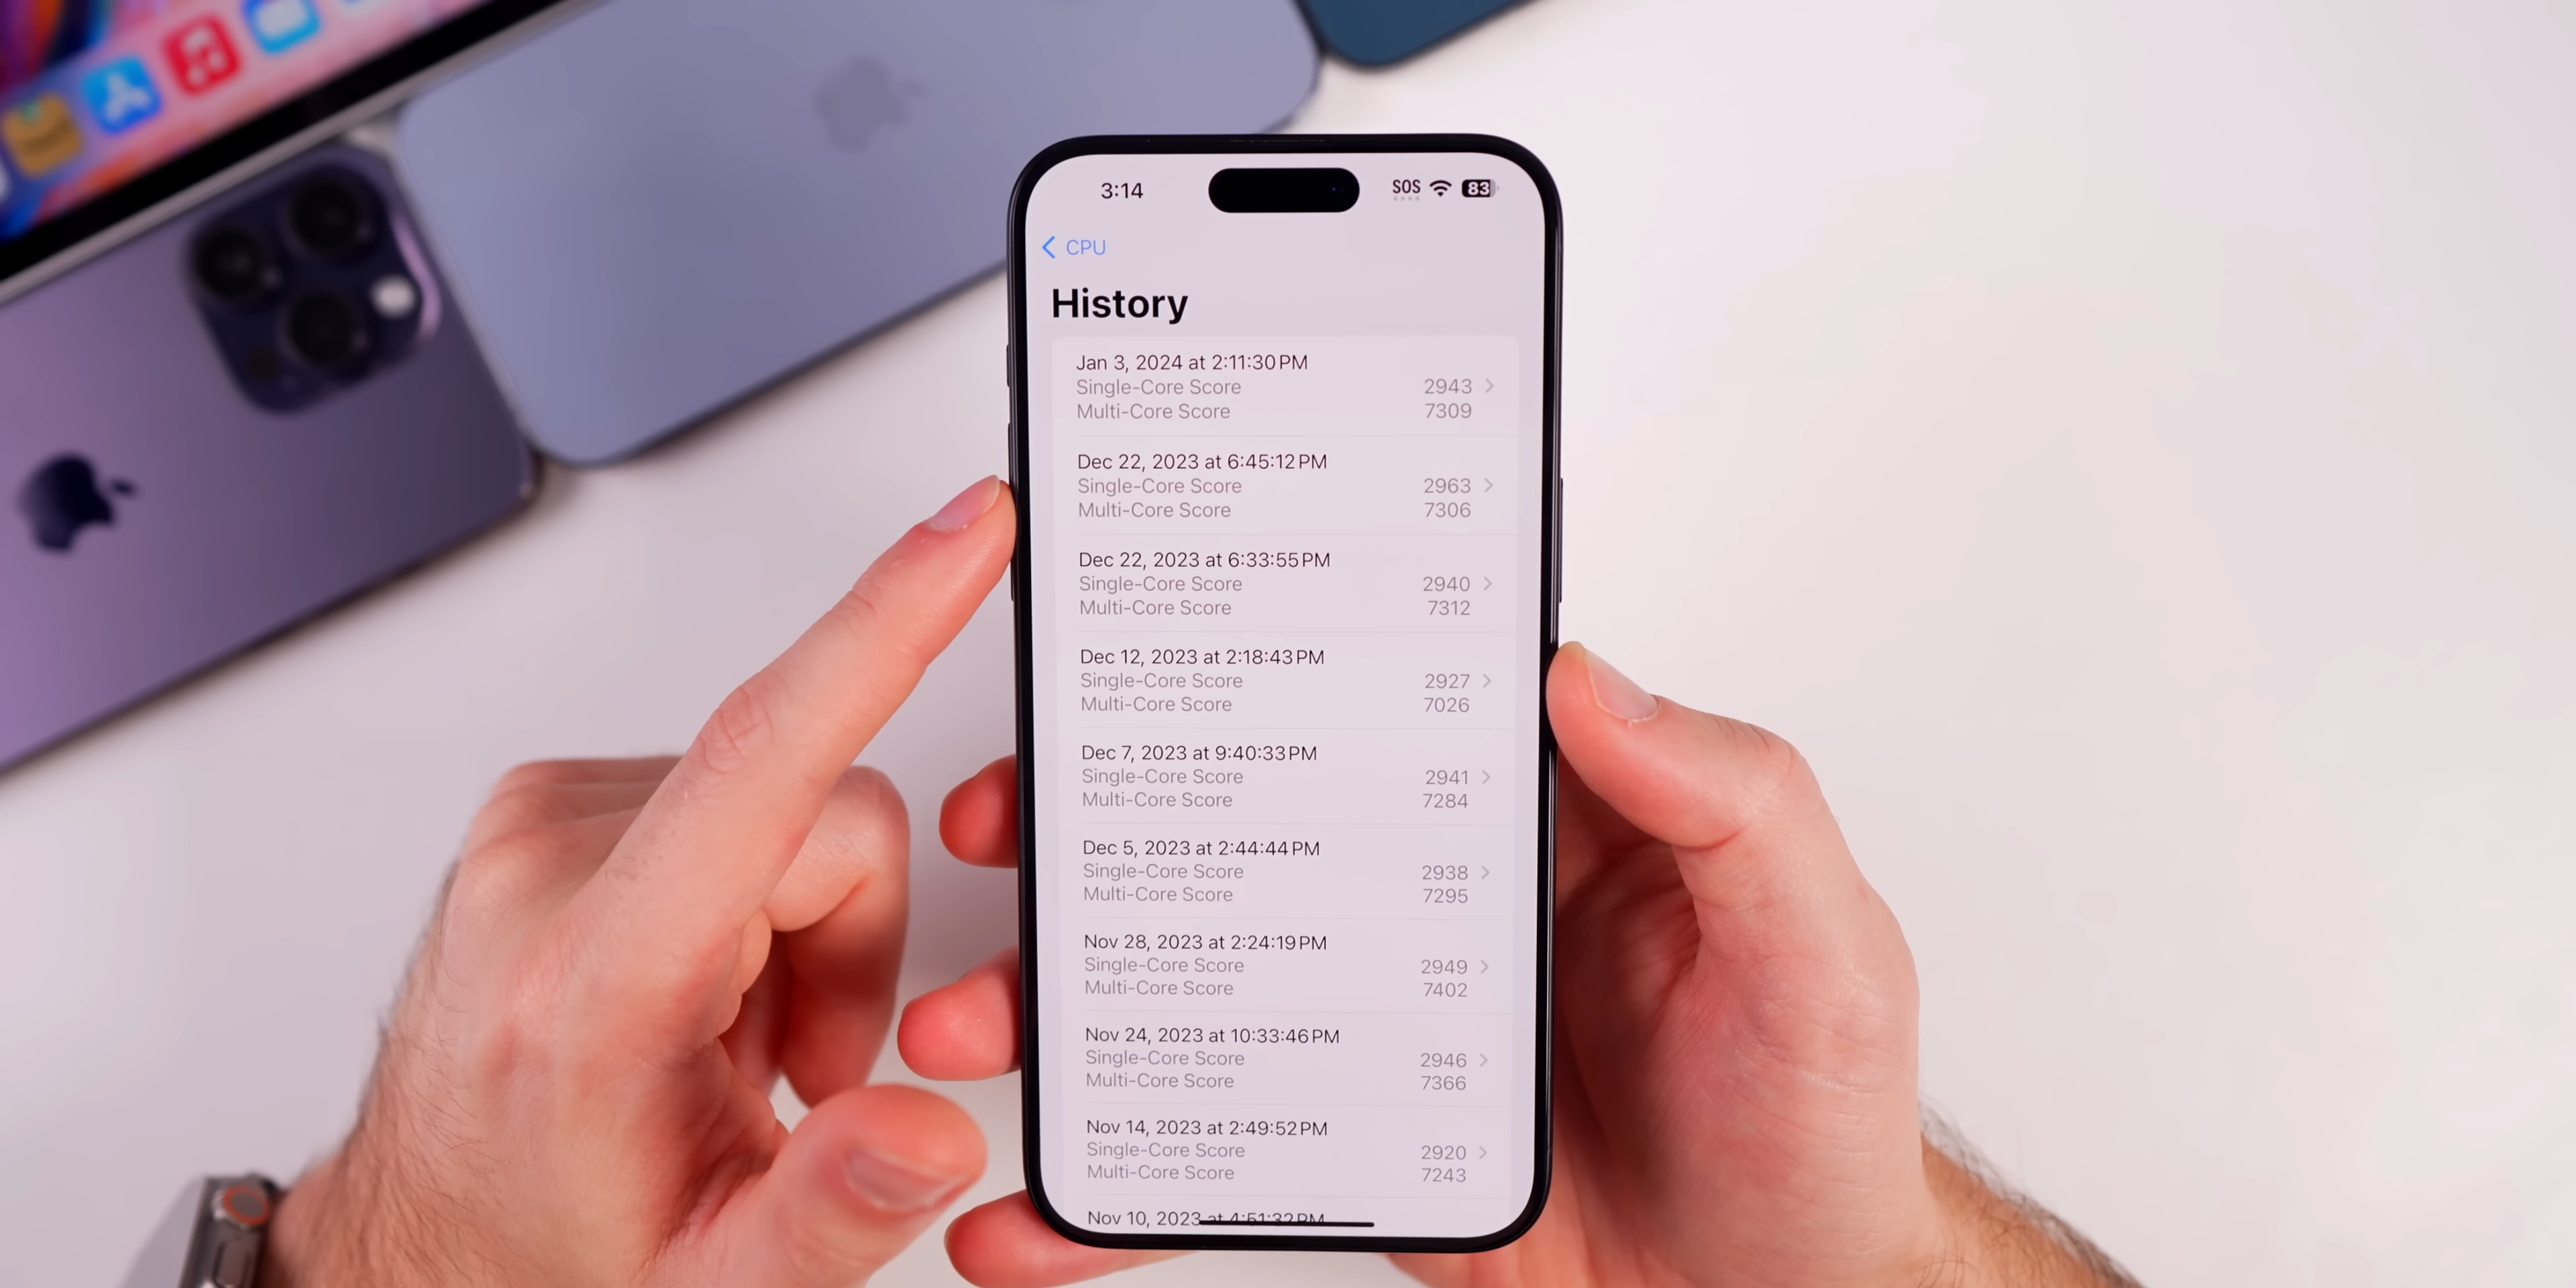 3:14
SOS
83
CPU
History
Jan 3, 2024 at 2:11:30 PM
Single-Core Score 2943
Multi-Core Score 7309
Dec 22, 2023 at 6:45:12 PM
Single-Core Score 2963
Multi-Core Score 7306
Dec 22, 2023 at 6:33:55 PM
Single-Core Score 2940
Multi-Core Score 7312
Dec 12, 2023 at 2:18:43 PM
Single-Core Score 2927
Multi-Core Score 7026
Dec 7, 2023 at 9:40:33 PM
Single-Core Score 2941
Multi-Core Score 7284
Dec 5, 2023 at 2:44:44 PM
Single-Core Score 2938
Multi-Core Score 7295
Nov 28, 2023 at 2:24:19 PM
Single-Core Score 2949
Multi-Core Score 7402
Nov 24, 2023 at 10:33:46 PM
Single-Core Score 2946
Multi-Core Score 7366
Nov 14, 2023 at 2:49:52 PM
Single-Core Score 2920
Multi-Core Score 7243
Nov 10, 2023 at 4:51:32 PM